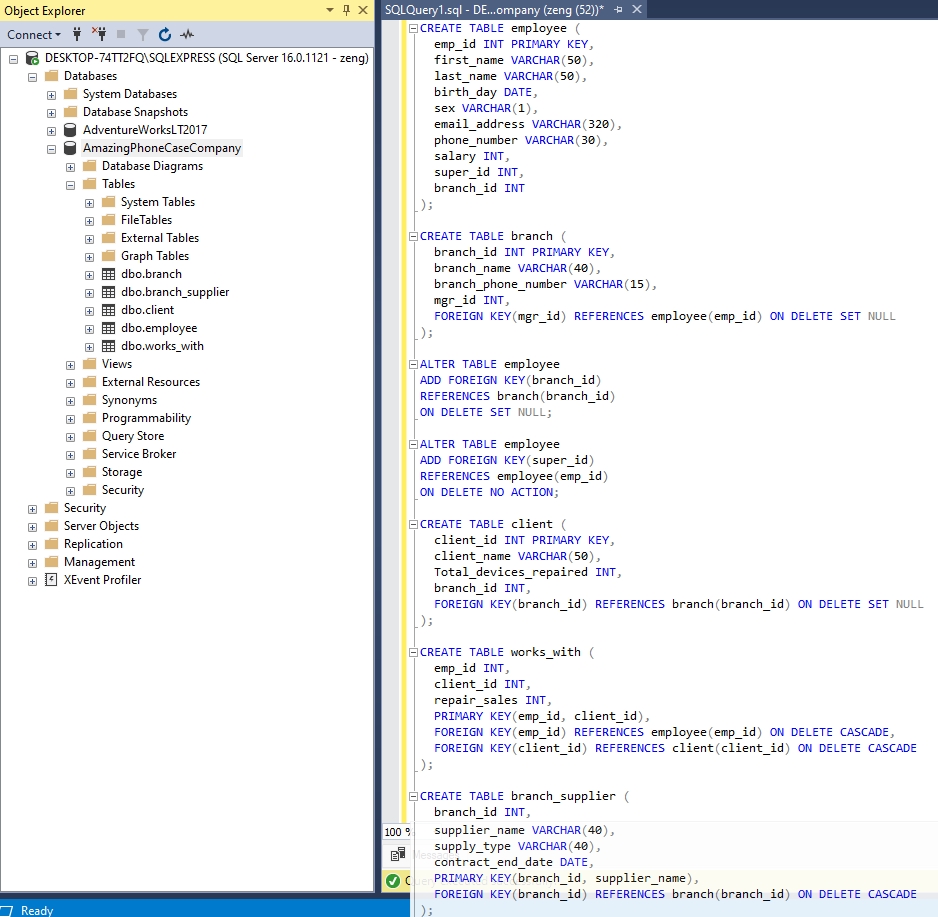 Object Explorer
Connect
DESKTOP-74TT2FQ\SQLEXPRESS (SQL Server 16.0.1121 - zeng)
Databases
System Databases
Database Snapshots
AdventureWorksLT2017
AmazingPhoneCaseCompany
Database Diagrams
Tables
System Tables
FileTables
External Tables
Graph Tables
dbo.branch
dbo.branch_supplier
dbo.client
dbo.employee
dbo.works_with
Views
External Resources
Synonyms
Programmability
Query Store
Service Broker
Storage
Security
Security
Server Objects
Replication
Management
XEvent Profiler
Ready
SQLQuery1.sql - DE...ompany (zeng (52))*
CREATE TABLE employee (
emp_id INT PRIMARY KEY,
first_name VARCHAR(50),
last_name VARCHAR(50),
birth_day DATE,
sex VARCHAR(1),
email_address VARCHAR(320),
phone_number VARCHAR(30),
salary INT,
super_id INT,
branch_id INT
);
CREATE TABLE branch (
branch_id INT PRIMARY KEY,
branch_name VARCHAR(40),
branch_phone_number VARCHAR(15),
mgr_id INT,
FOREIGN KEY(mgr_id) REFERENCES employee(emp_id) ON DELETE SET NULL
);
ALTER TABLE employee
ADD FOREIGN KEY(branch_id)
REFERENCES branch(branch_id)
ON DELETE SET NULL;
ALTER TABLE employee
ADD FOREIGN KEY(super_id)
REFERENCES employee(emp_id)
ON DELETE NO ACTION;
CREATE TABLE client (
client_id INT PRIMARY KEY,
client_name VARCHAR(50),
Total_devices_repaired INT,
branch_id INT,
FOREIGN KEY(branch_id) REFERENCES branch(branch_id) ON DELETE SET NULL
);
CREATE TABLE works_with (
emp_id INT,
client_id INT,
repair_sales INT,
PRIMARY KEY(emp_id, client_id),
FOREIGN KEY(emp_id) REFERENCES employee(emp_id) ON DELETE CASCADE,
FOREIGN KEY(client_id) REFERENCES client(client_id) ON DELETE CASCADE
);
CREATE TABLE branch_supplier (
branch_id INT,
supplier_name VARCHAR(40),
supply_type VARCHAR(40),
contract_end_date DATE,
PRIMARY KEY(branch_id, supplier_name),
FOREIGN KEY(branch_id) REFERENCES branch(branch_id) ON DELETE CASCADE
);
100 %